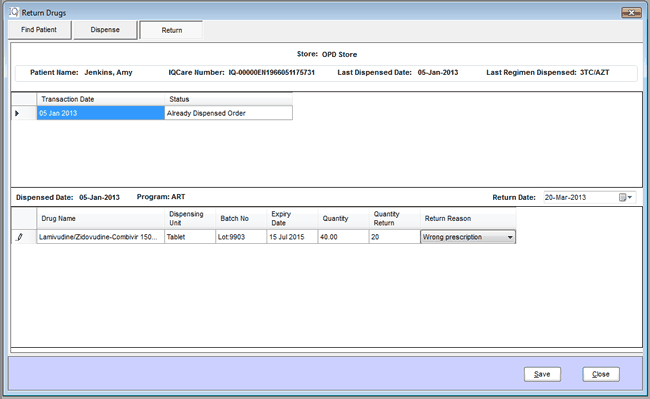 Return Drugs
Find Patient Dispense Return
Store: OPD Store
Patient Name: Jenkins, Amy IQCare Number: IQ-00000EN1966051175731 Last Dispensed Date: 05-Jan-2013 Last Regimen Dispensed: 3TC/AZT
Transaction Date Status
05 Jan 2013 Already Dispensed Order
Dispensed Date: 05-Jan-2013 Program: ART Return Date: 20-Mar-2013
Drug Name Dispensing Unit Batch No Expiry Date Quantity Quantity Return Return Reason
Lamivudine/Zidovudine-Combivir 150... Tablet Lot:9903 15 Jul 2015 40.00 20 Wrong prescription
Save Close